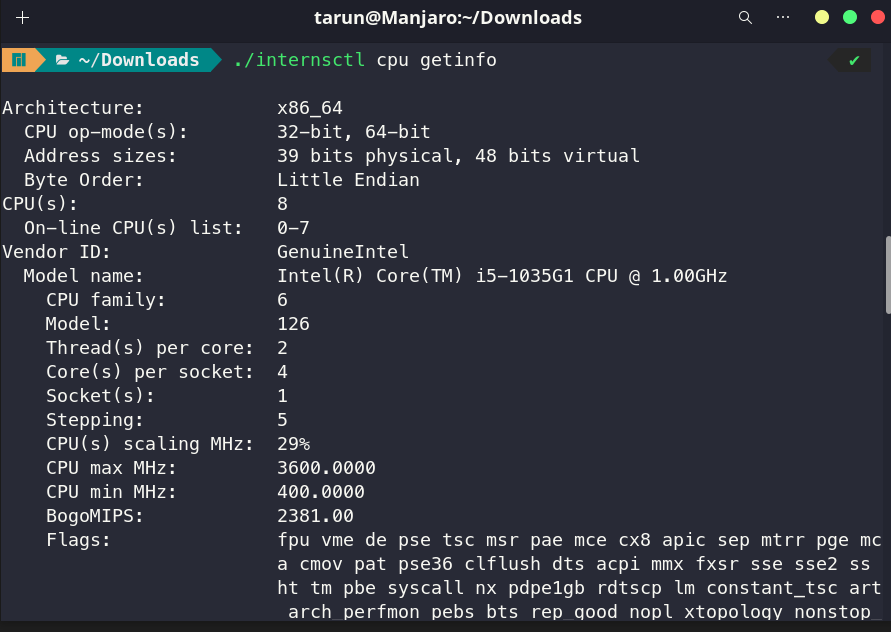 tarun@Manjaro:~/Downloads
~/Downloads ./internsctl cpu getinfo
Architecture: x86_64
CPU op-mode(s): 32-bit, 64-bit
Address sizes: 39 bits physical, 48 bits virtual
Byte Order: Little Endian
CPU(s): 8
On-line CPU(s) list: 0-7
Vendor ID: GenuineIntel
Model name: Intel(R) Core(TM) i5-1035G1 CPU @ 1.00GHz
CPU family: 6
Model: 126
Thread(s) per core: 2
Core(s) per socket: 4
Socket(s): 1
Stepping: 5
CPU(s) scaling MHz: 29%
CPU max MHz: 3600.0000
CPU min MHz: 400.0000
BogoMIPS: 2381.00
Flags: fpu vme de pse tsc msr pae mce cx8 apic sep mtrr pge mc
a cmov pat pse36 clflush dts acpi mmx fxsr sse sse2 ss
ht tm pbe syscall nx pdpe1gb rdtscp lm constant_tsc art
arch_perfmon pebs bts rep_good nopl xtopology nonstop_